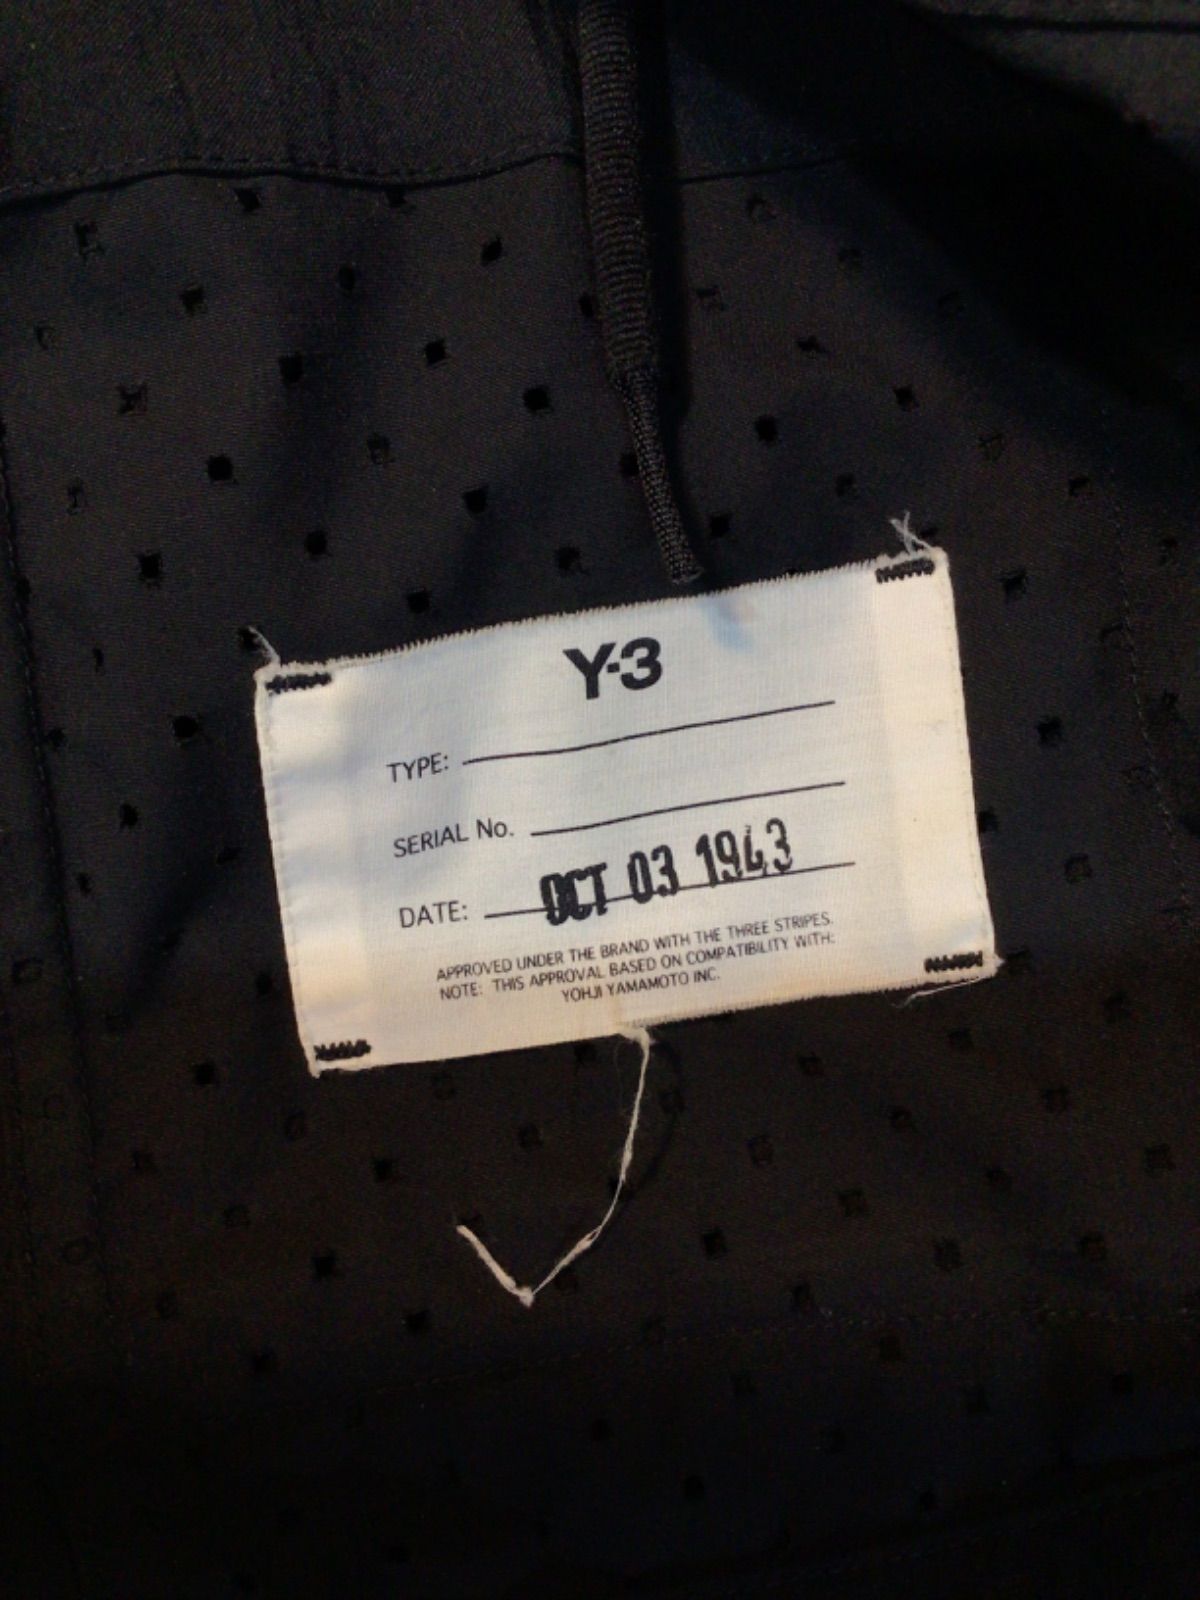 Y-3
TYPE:
SERIAL No.
DATE: OCT 03 1943
APPROVED UNDER THE BRAND WITH THE THREE STRIPES.
NOTE: THIS APPROVAL BASED ON COMPATIBILITY WITH:
YOHJI YAMAMOTO INC.